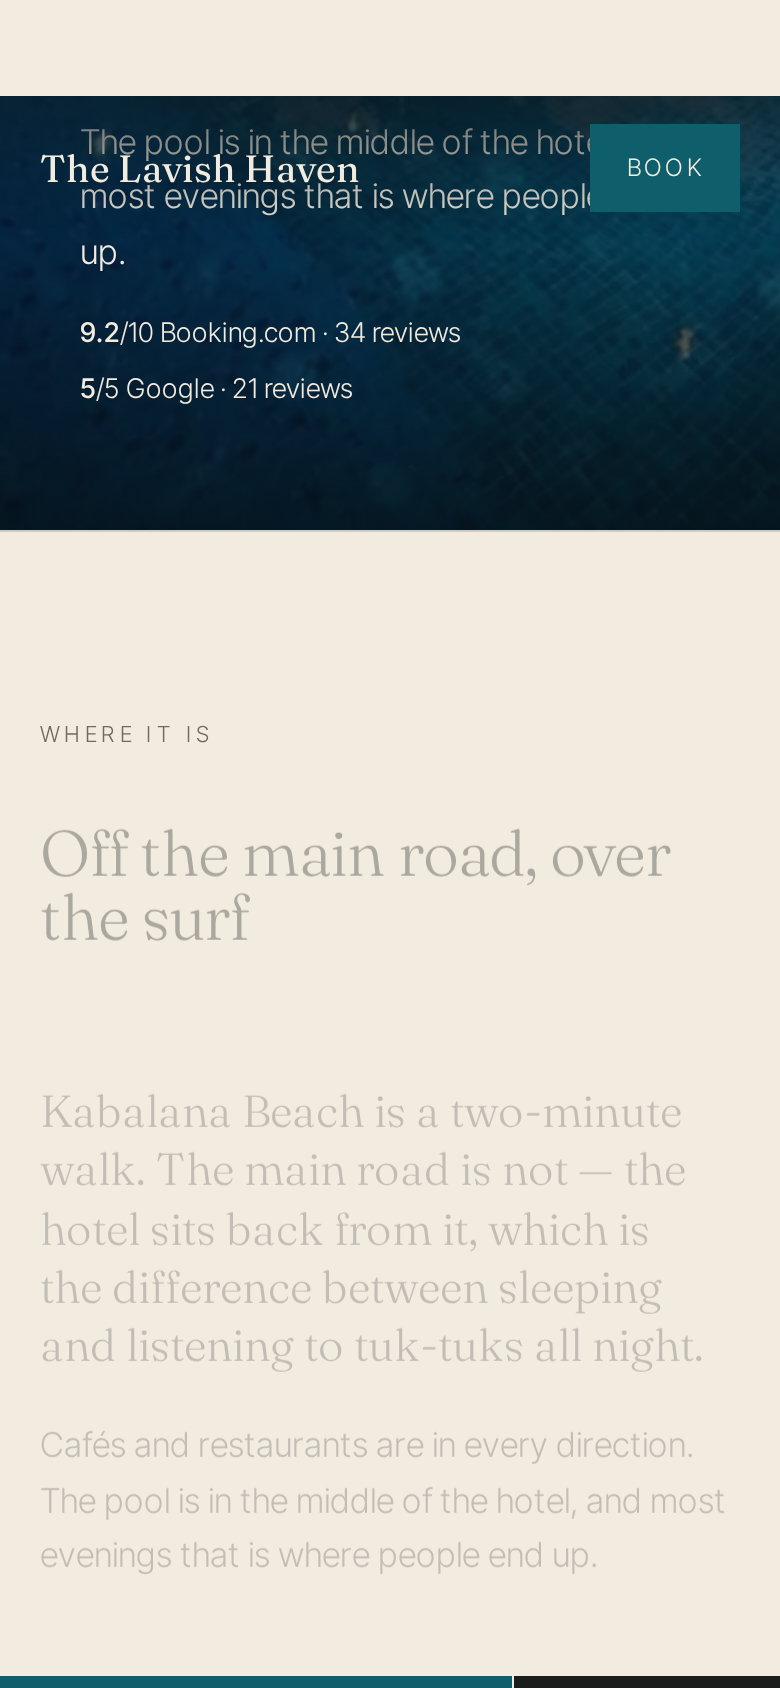 The pool is in the middle of the
The Lavish Haven
BOOK
most evenings that is where
up.
9.2/10 Booking.com · 34 reviews
5/5 Google · 21 reviews
WHERE IT IS
Off the main road, over
the surf
Kabalana Beach is a two-minute
walk. The main road is not — the
hotel sits back from it, which is
the difference between sleeping
and listening to tuk-tuks all night.
Cafés and restaurants are in every direction.
The pool is in the middle of the hotel, and most
evenings that is where people end up.